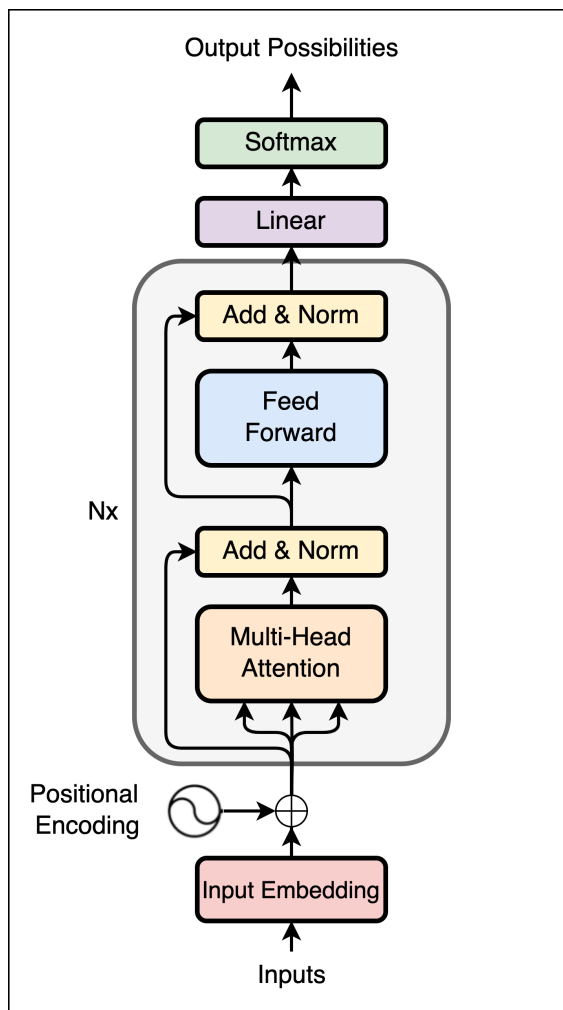 Output Possibilities
Softmax
Linear
Add & Norm
Feed
Forward
Nx
Add & Norm
Multi-Head
Attention
Positional
Encoding
Input Embedding
Inputs